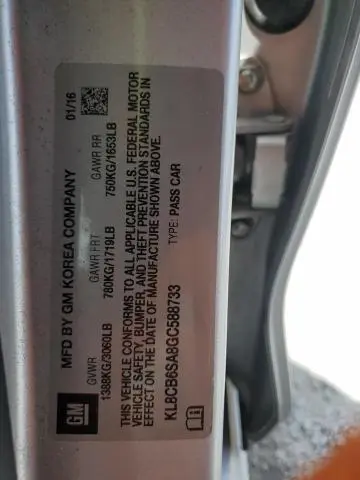 GM
MFD BY GM KOREA COMPANY 01/16
GVWR GAWR FRT GAWR RR
1388KG/3060LB 780KG/1719LB 750KG/1653LB
THIS VEHICLE CONFORMS TO ALL APPLICABLE U.S. FEDERAL MOTOR
VEHICLE SAFETY, BUMPER, AND THEFT PREVENTION STANDARDS IN
EFFECT ON THE DATE OF MANUFACTURE SHOWN ABOVE.
KL8CB6SA8GC588733 TYPE: PASS CAR